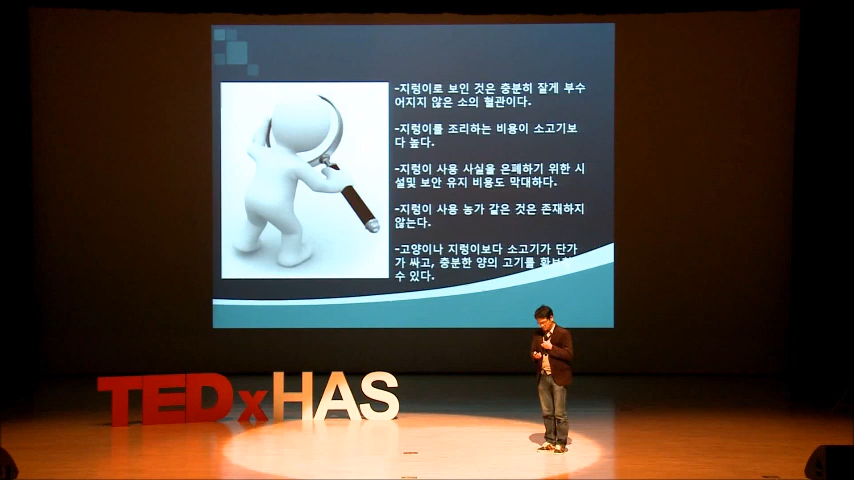 -지렁이로 보인 것은 충분히 잘게 부수
어지지 않은 소의 혈관이다.
-지렁이를 조리하는 비용이 소고기보
다 높다.
-지렁이 사용 사실을 은폐하기 위한 시
설및 보안 유지 비용도 막대하다.
-지렁이 사용 농가 같은 것은 존재하지
않는다.
-고양이나 지렁이보다 소고기가 단가
가 싸고, 충분한 양의 고기를
수 있다.
TEDxHAS